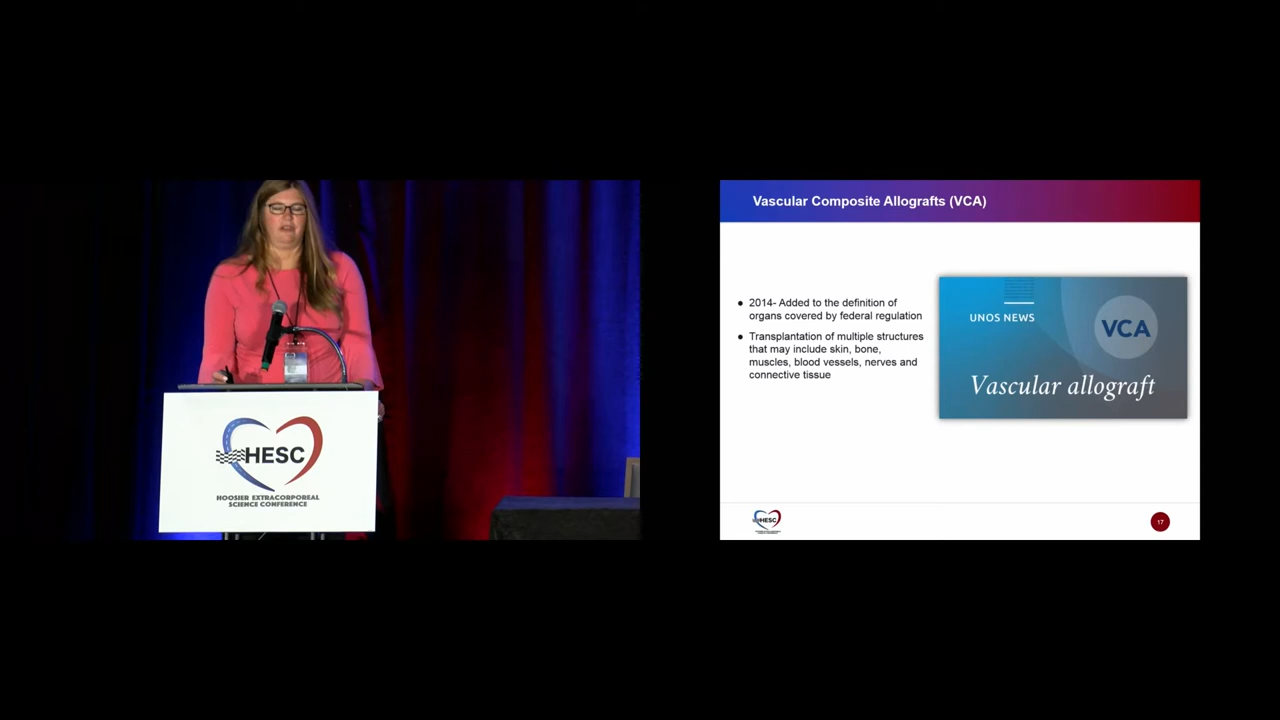 HESC
HOOSIER EXTRACORPOREAL
SCIENCE CONFERENCE
Vascular Composite Allografts (VCA)
● 2014- Added to the definition of
organs covered by federal regulation
● Transplantation of multiple structures
that may include skin, bone,
muscles, blood vessels, nerves and
connective tissue
UNOS NEWS
VCA
Vascular allograft
HESC
17